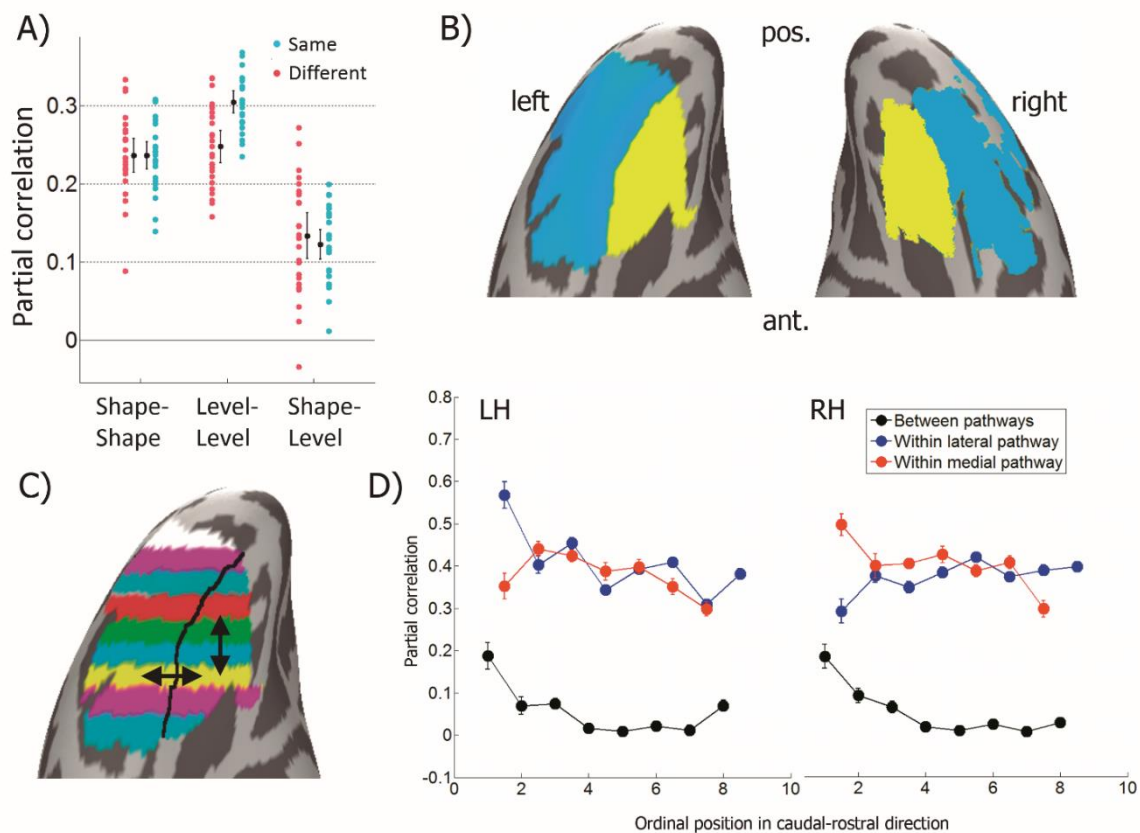 A)
Same
Different
Partial correlation
0.3
0.2
0.1
0
Shape-
Shape
Level-
Level
Shape-
Level
B)
pos.
left
right
ant.
C)
D)
LH
RH
Between pathways
Within lateral pathway
Within medial pathway
Partial correlation
0.8
0.7
0.6
0.5
0.4
0.3
0.2
0.1
0
-0.1
0
2
4
6
8
10
2
4
6
8
10
Ordinal position in caudal-rostral direction